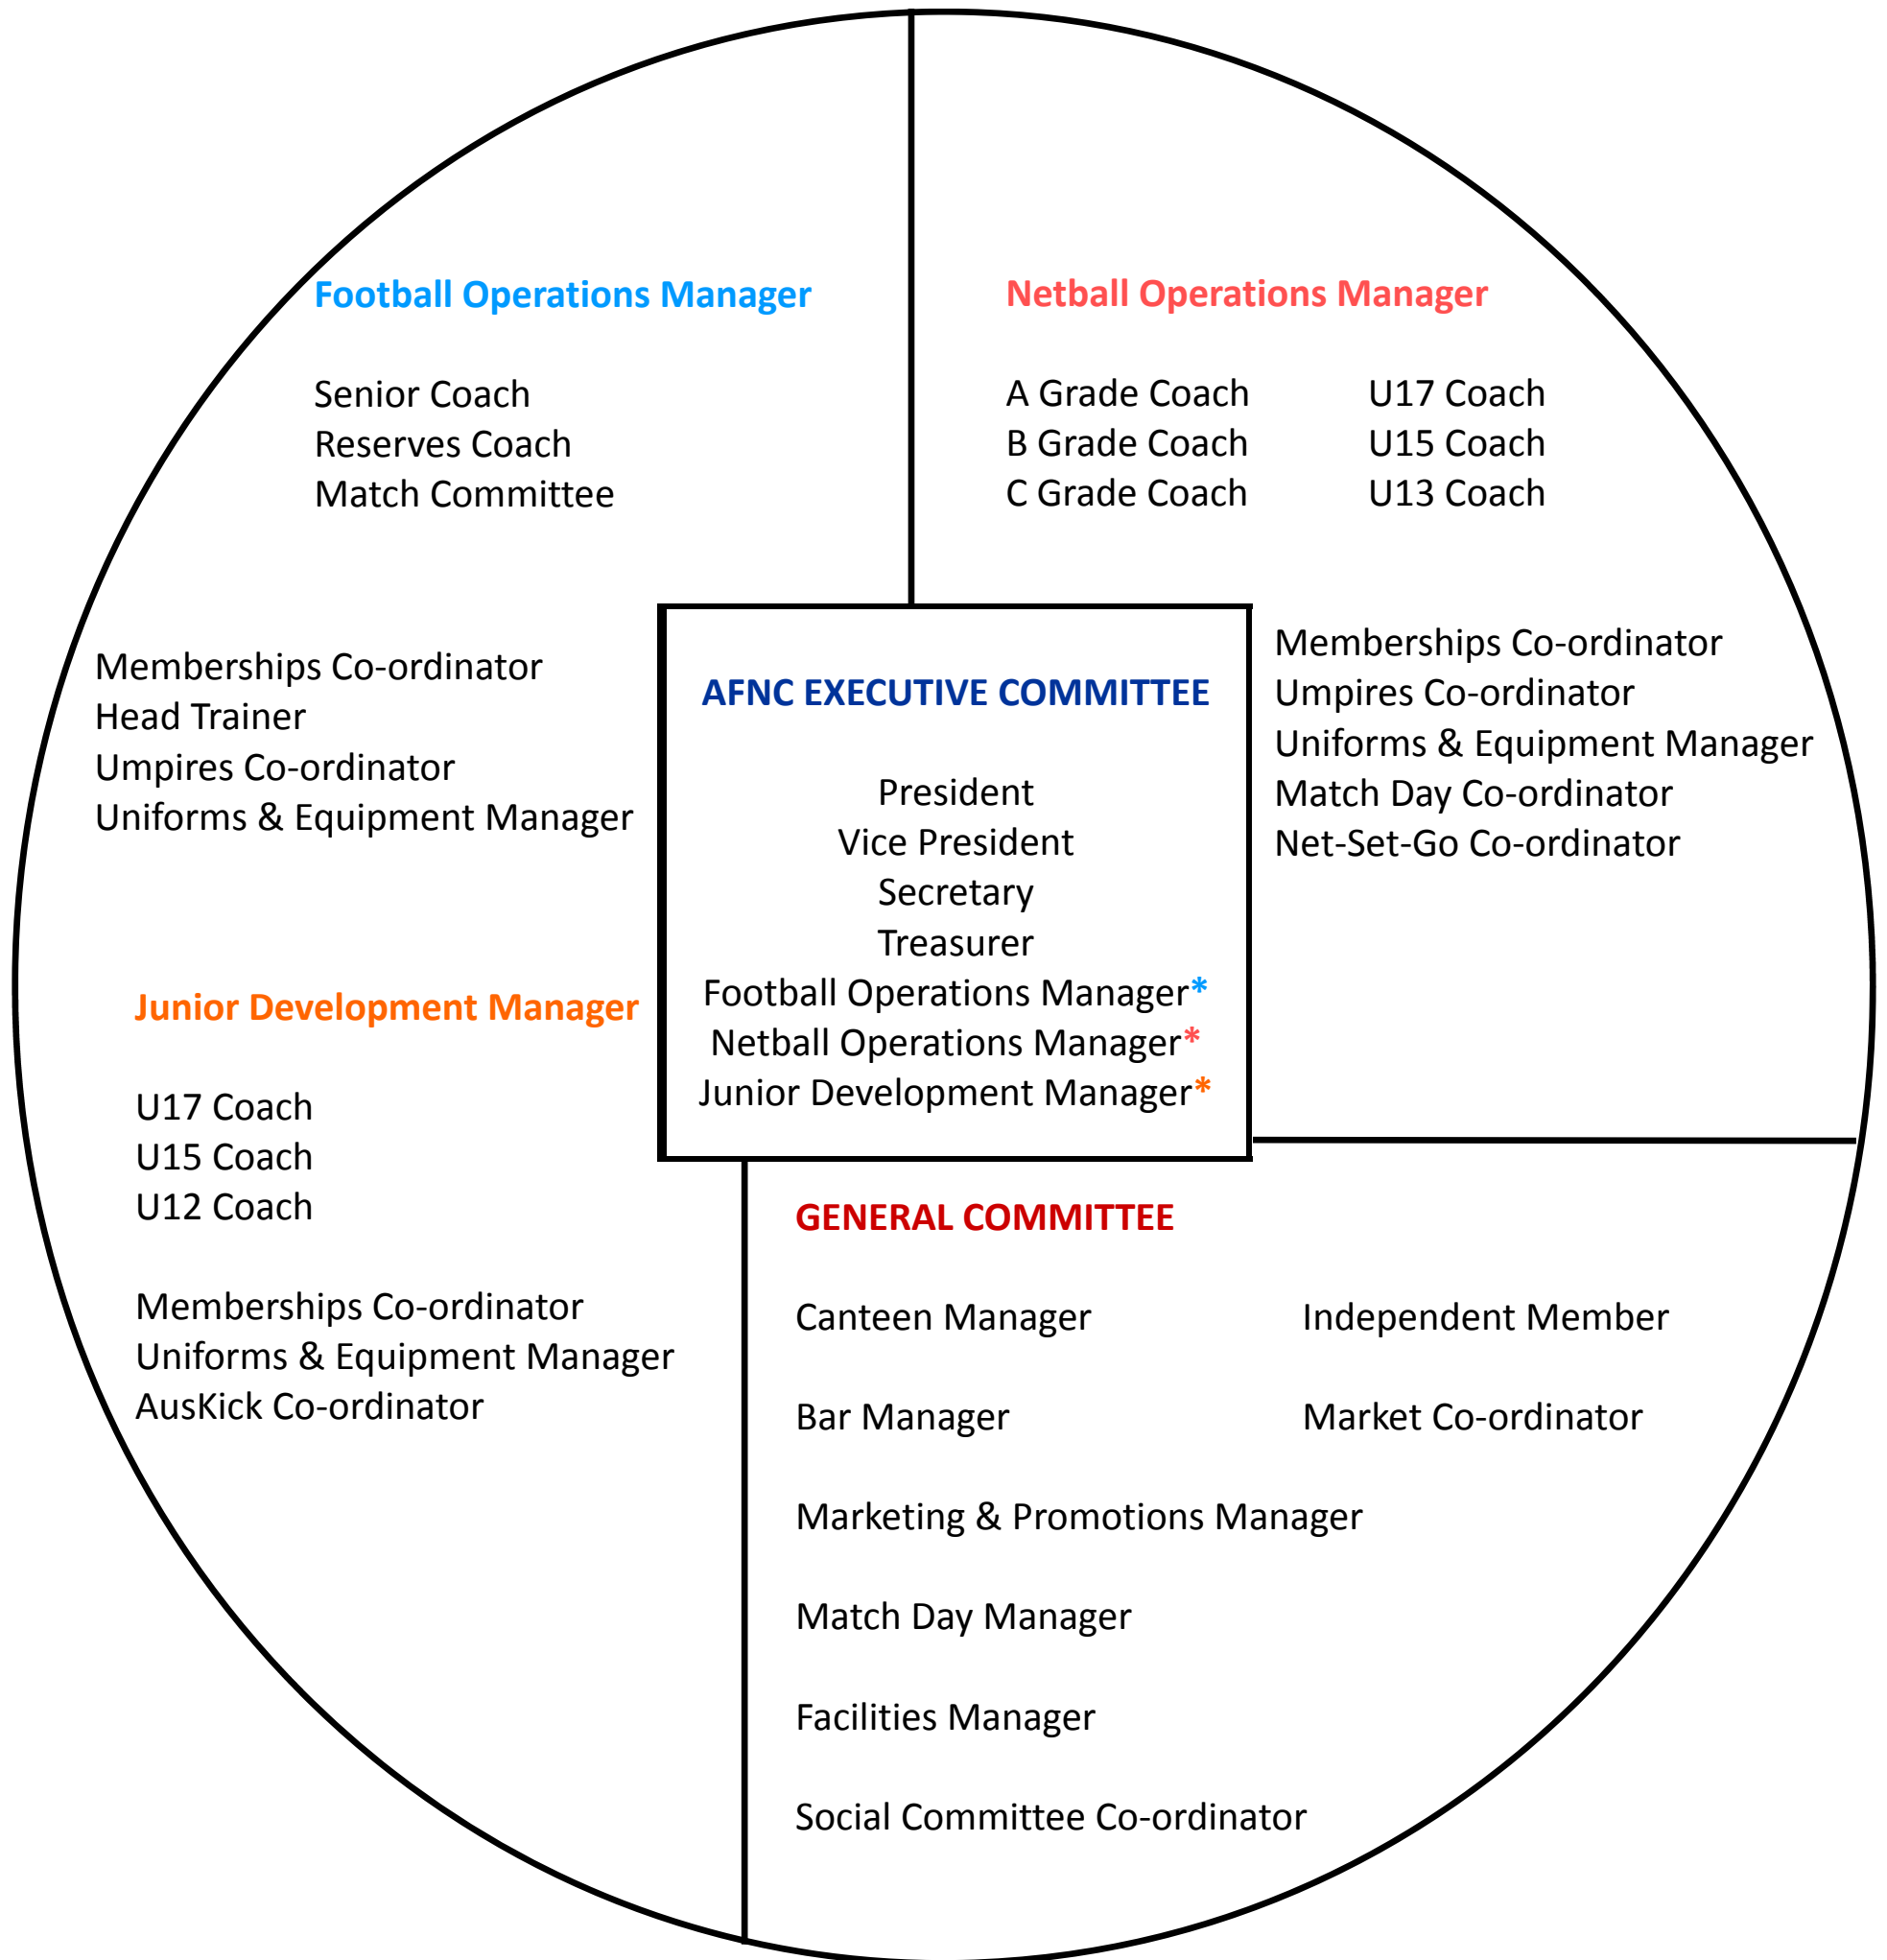 Football Operations Manager
Senior Coach
Reserves Coach
Match Committee
Memberships Co-ordinator
Head Trainer
Umpires Co-ordinator
Uniforms & Equipment Manager
Netball Operations Manager
A Grade Coach
B Grade Coach
C Grade Coach
U17 Coach
U15 Coach
U13 Coach
Memberships Co-ordinator
Umpires Co-ordinator
Uniforms & Equipment Manager
Match Day Co-ordinator
Net-Set-Go Co-ordinator
AFNC EXECUTIVE COMMITTEE
President
Vice President
Secretary
Treasurer
Football Operations Manager*
Netball Operations Manager*
Junior Development Manager*
Junior Development Manager
U17 Coach
U15 Coach
U12 Coach
Memberships Co-ordinator
Uniforms & Equipment Manager
AusKick Co-ordinator
GENERAL COMMITTEE
Canteen Manager
Bar Manager
Marketing & Promotions Manager
Match Day Manager
Facilities Manager
Social Committee Co-ordinator
Independent Member
Market Co-ordinator